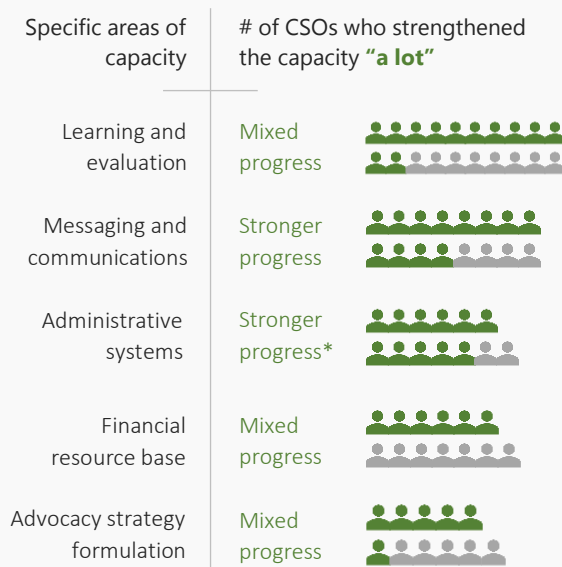 Specific areas of
capacity
# of CSOs who strengthened
the capacity “a lot”
Learning and
evaluation
Mixed
progress
Messaging and
communications
Stronger
progress
Administrative
systems
Stronger
progress*
Financial
resource base
Mixed
progress
Advocacy strategy
formulation
Mixed
progress